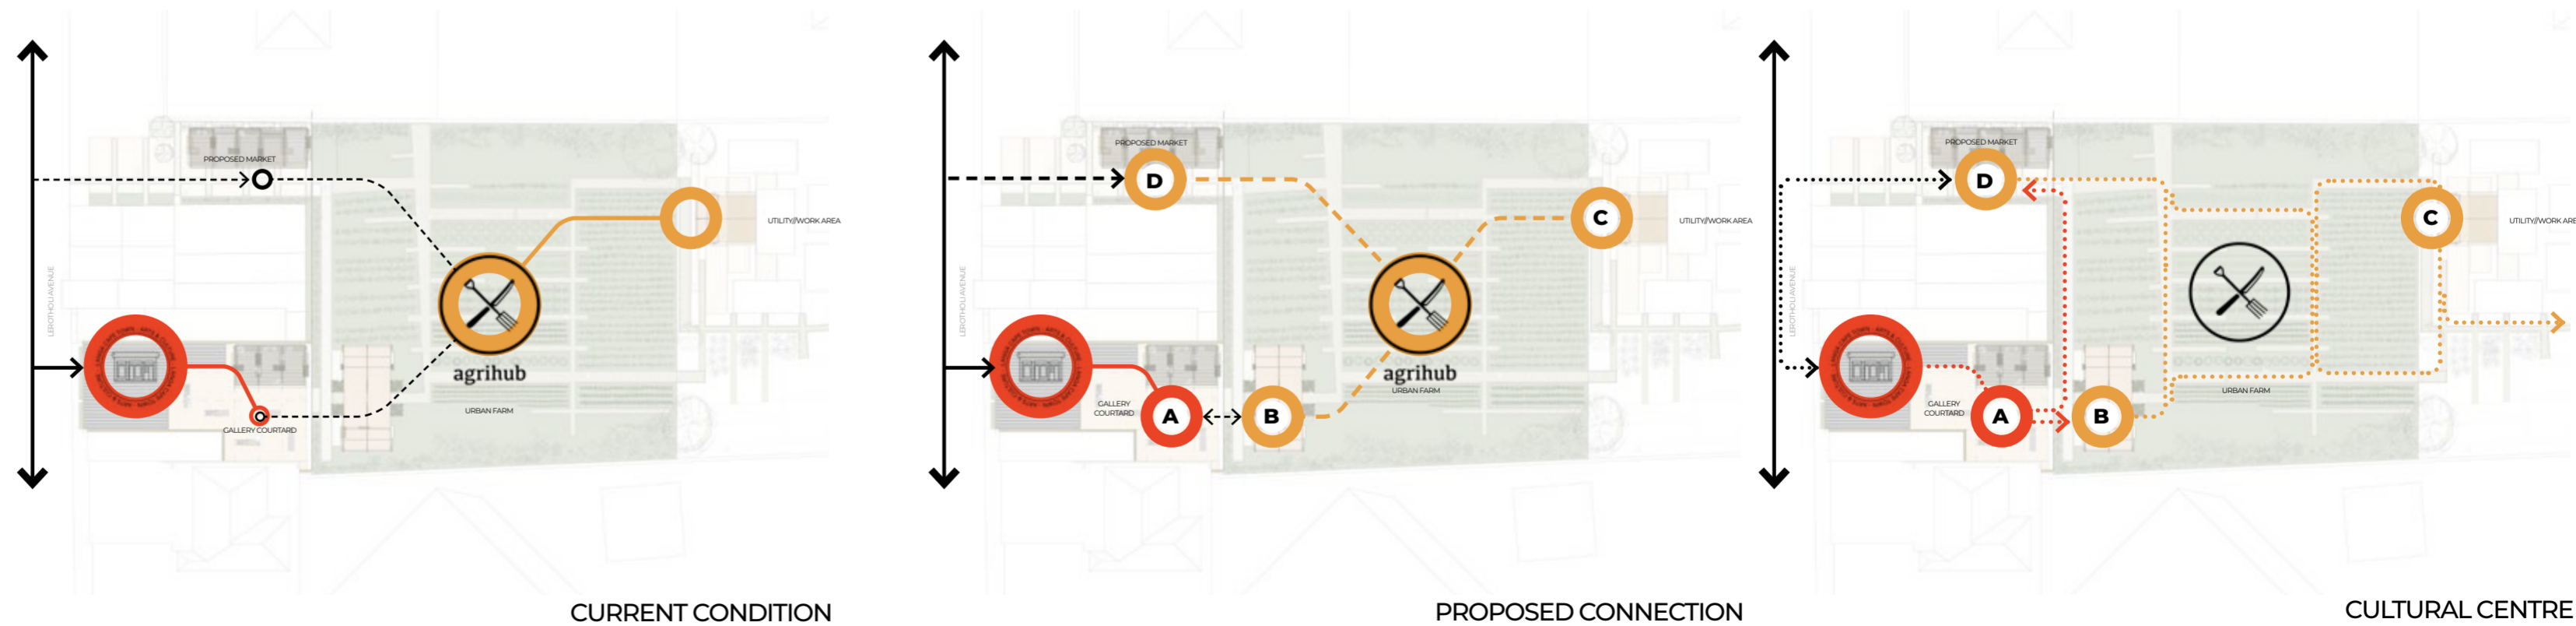 PROPOSED MARKET
UTILITY//WORK AREA
LEROTHOLI AVENUE
agrihub
URBAN FARM
GALLERY COURTARD
CURRENT CONDITION
PROPOSED MARKET
D
C
UTILITY//WORK AREA
LEROTHOLI AVENUE
agrihub
URBAN FARM
GALLERY
COURTARD
A
B
PROPOSED CONNECTION
PROPOSED MARKET
D
C
UTILITY//WORK ARE
LEROTHOLI AVENUE
URBAN FARM
GALLERY
COURTARD
A
B
CULTURAL CENTRE